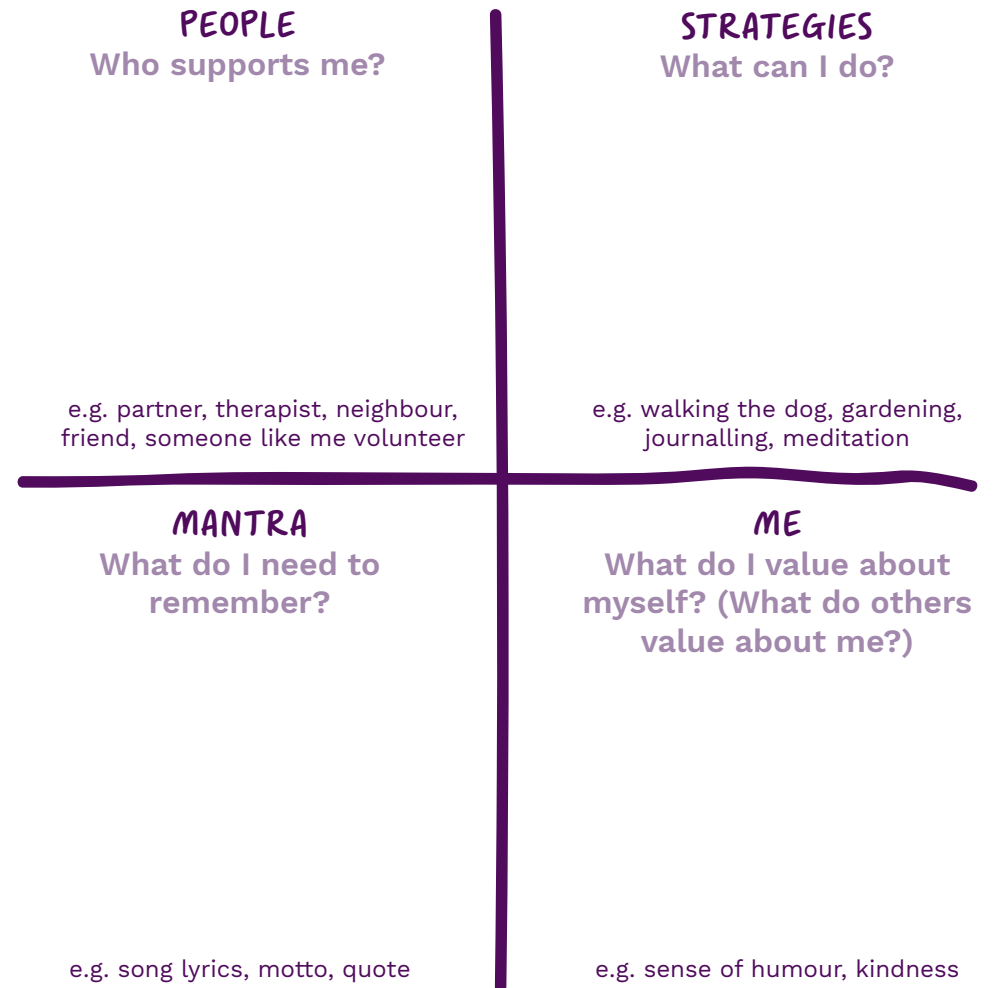 PEOPLE
Who supports me?
e.g. partner, therapist, neighbour,
friend, someone like me volunteer
STRATEGIES
What can I do?
e.g. walking the dog, gardening,
journalling, meditation
MANTRA
What do I need to
remember?
e.g. song lyrics, motto, quote
ME
What do I value about
myself? (What do others
value about me?)
e.g. sense of humour, kindness